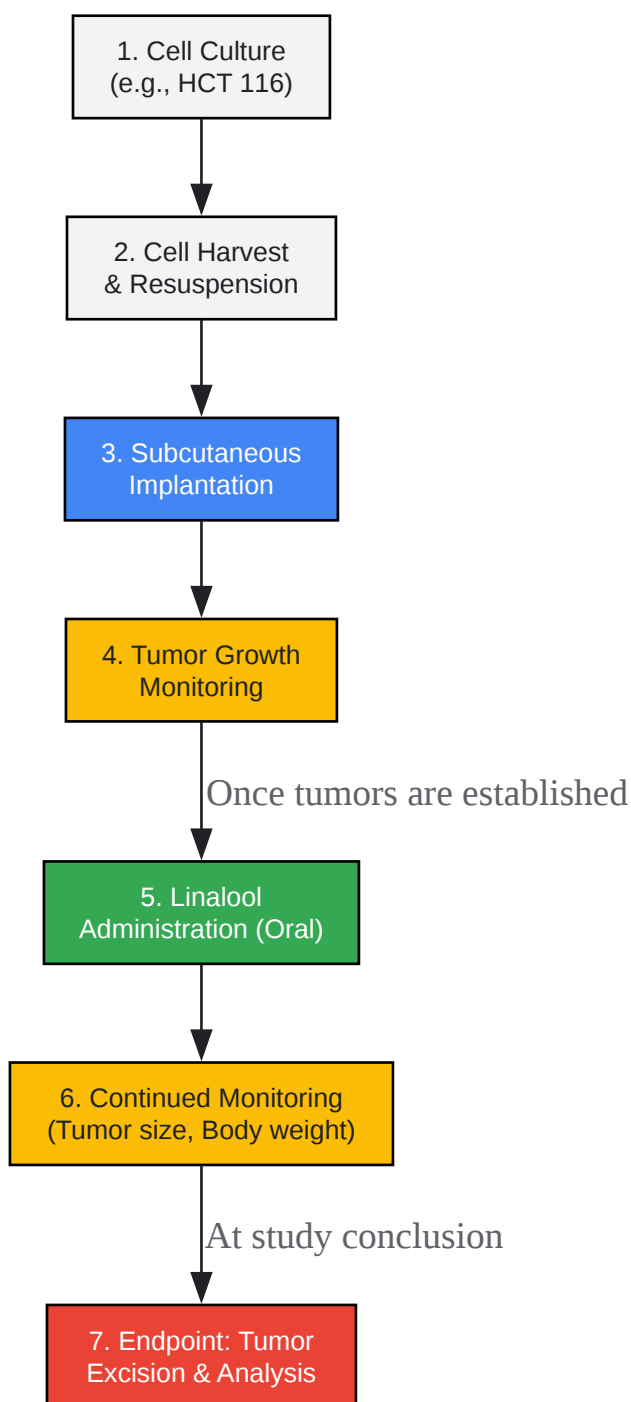 1. Cell Culture
(e.g., HCT 116)
2. Cell Harvest
& Resuspension
3. Subcutaneous
Implantation
4. Tumor Growth
Monitoring
Once tumors are established
5. Linalool
Administration (Oral)
6. Continued Monitoring
(Tumor size, Body weight)
At study conclusion
7. Endpoint: Tumor
Excision & Analysis